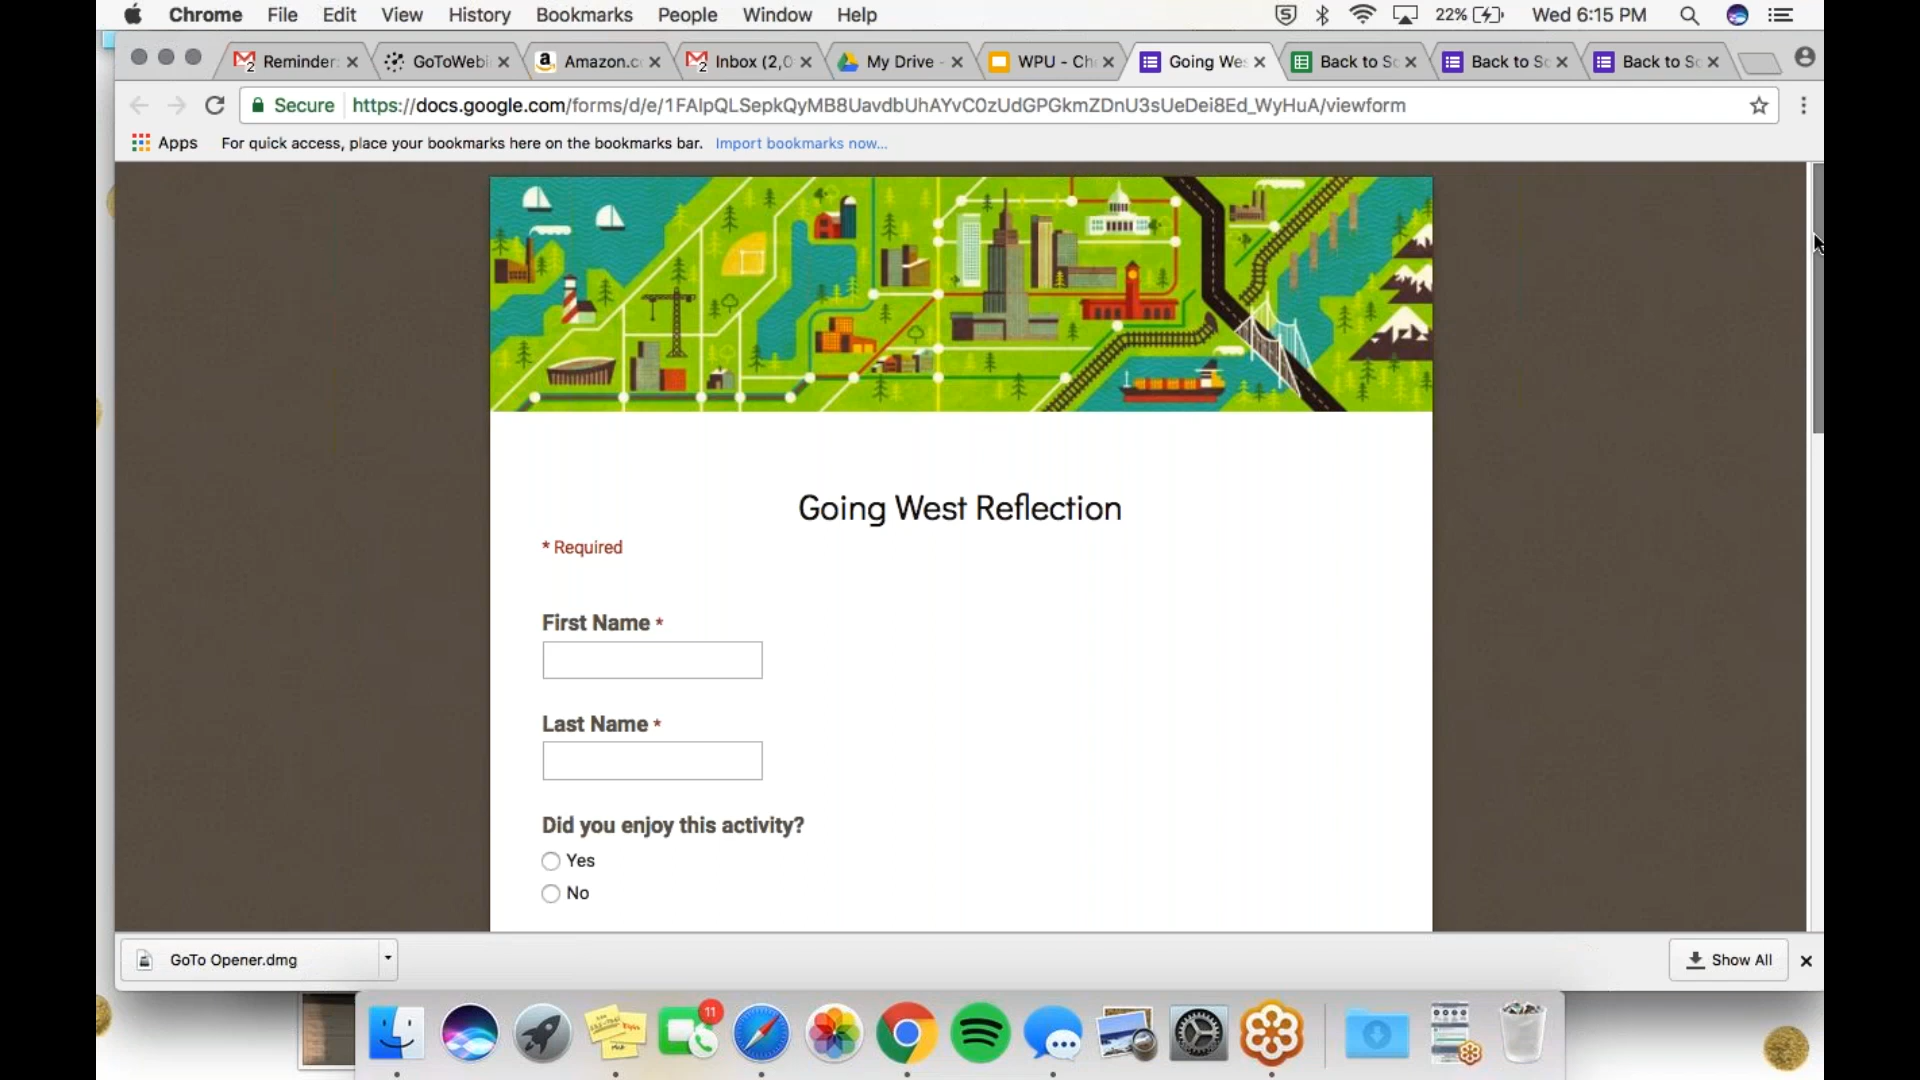 Chrome File Edit View History Bookmarks People Window Help 22% Wed 6:15 PM
Reminder: GoToWebi Amazon.c Inbox (2,0 My Drive - WPU - Ch Going Wes Back to Sc Back to Sc Back to Sc
Secure https://docs.google.com/forms/d/e/1FAIpQLSepkQyMB8UavdbUhAYvC0zUdGPGkmZDnU3sUeDei8Ed_WyHuA/viewform
Apps For quick access, place your bookmarks here on the bookmarks bar. Import bookmarks now...
Going West Reflection
* Required
First Name *
Last Name *
Did you enjoy this activity?
Yes
No
GoTo Opener.dmg Show All
11